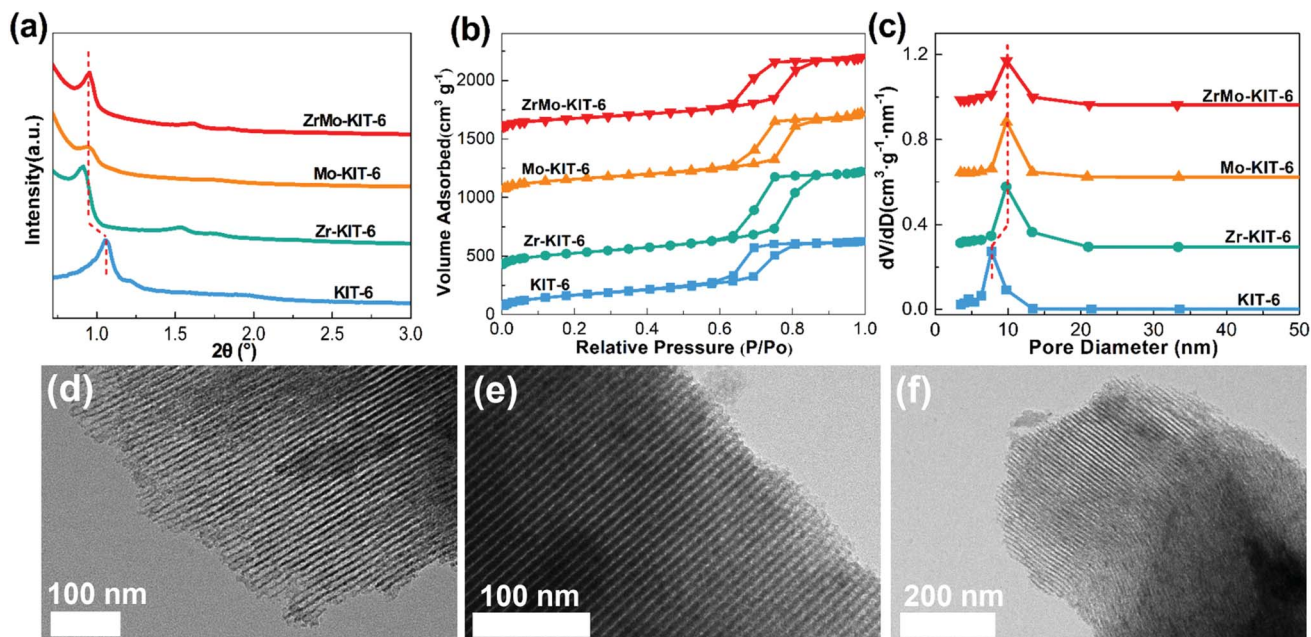 (a)
Intensity(a.u.)
ZrMo-KIT-6
Mo-KIT-6
Zr-KIT-6
KIT-6
1.0 1.5 2.0 2.5 3.0
2θ (°)
(b)
Volume Adsorbed(cm³ g⁻¹)
2000
1500
1000
500
0
ZrMo-KIT-6
Mo-KIT-6
Zr-KIT-6
KIT-6
0.0 0.2 0.4 0.6 0.8 1.0
Relative Pressure (P/Po)
(c)
dV/dD(cm³·g⁻¹·nm⁻¹)
1.2
0.8
0.4
0.0
ZrMo-KIT-6
Mo-KIT-6
Zr-KIT-6
KIT-6
0 10 20 30 40 50
Pore Diameter (nm)
(d)
100 nm
(e)
100 nm
(f)
200 nm